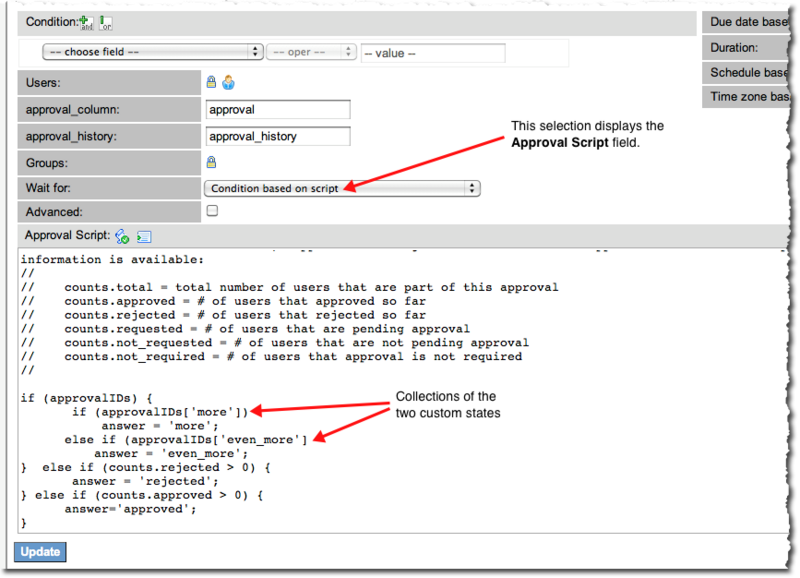 Condition: and or
Due date base
-- choose field -- -- oper -- -- value --
Duration:
Schedule base
Users:
Time zone bas
approval_column: approval
approval_history: approval_history
This selection displays the
Approval Script field.
Groups:
Wait for: Condition based on script
Advanced:
Approval Script:
information is available:
//
// counts.total = total number of users that are part of this approval
// counts.approved = # of users that approved so far
// counts.rejected = # of users that rejected so far
// counts.requested = # of users that are pending approval
// counts.not_requested = # of users that are not pending approval
// counts.not_required = # of users that approval is not required
//
if (approvalIDs) {
if (approvalIDs['more'])
answer = 'more';
else if (approvalIDs['even_more']
answer = 'even_more';
} else if (counts.rejected > 0) {
answer = 'rejected';
} else if (counts.approved > 0) {
answer='approved';
}
Collections of the
two custom states
Update